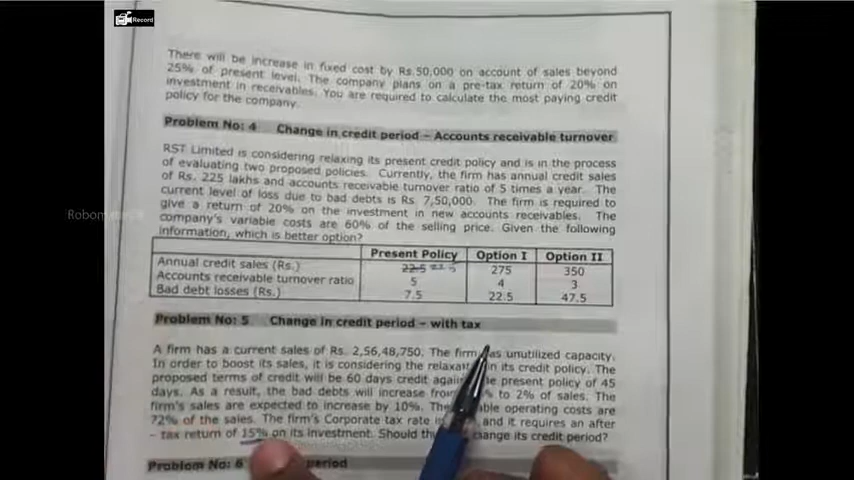 Record
There will be increase in fixed cost by Rs.50,000 on account of sales beyond
25% of present level. The company plans on a pre-tax return of 20% on
investment in receivables. You are required to calculate the most paying credit
policy for the company.
Problem No: 4 Change in credit period – Accounts receivable turnover
RST Limited is considering relaxing its present credit policy and is in the process
of evaluating two proposed policies. Currently, the firm has annual credit sales
of Rs. 225 lakhs and accounts receivable turnover ratio of 5 times a year. The
current level of loss due to bad debts is Rs 7,50,000. The firm is required to
give a return of 20% on the investment in new accounts receivables. The
company's variable costs are 60% of the selling price. Given the following
information, which is better option?
Present Policy Option I Option II
Annual credit sales (Rs.) 22.5 275 350
Accounts receivable turnover ratio 5 4 3
Bad debt losses (Rs.) 7.5 22.5 47.5
Problem No: 5 Change in credit period – with tax
A firm has a current sales of Rs. 2,56,48,750. The firm has unutilized capacity.
In order to boost its sales, it is considering the in its credit policy. The
proposed terms of credit will be 60 days credit present policy of 45
days. As a result, the bad debts will increase from % to 2% of sales. The
firm's sales are expected to increase by 10%. The operating costs are
72% of the sales. The firm's Corporate tax rate and it requires an after
– tax return of 15% on its investment. Should change its credit period?
Problem No: 6 period